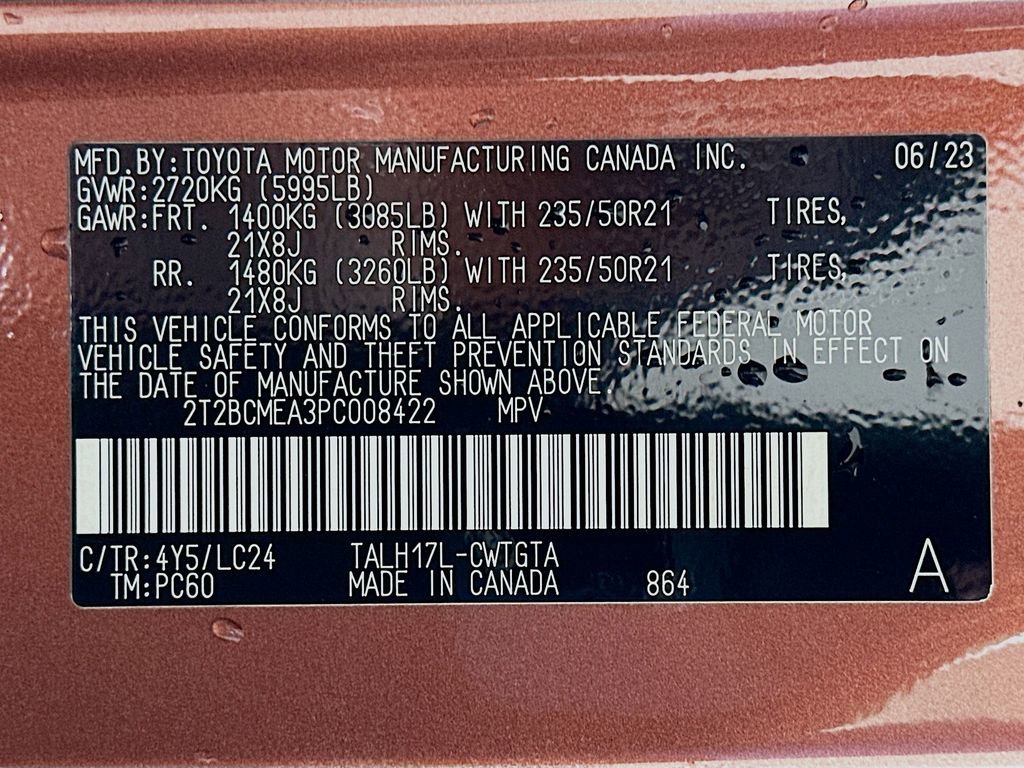 MFD.BY:TOYOTA MOTOR MANUFACTURING CANADA INC. 06/23
GVWR:2720KG (5995LB)
GAWR:FRT. 1400KG (3085LB) WITH 235/50R21 TIRES,
21X8J RIMS.
RR. 1480KG (3260LB) WITH 235/50R21 TIRES,
21X8J RIMS.
THIS VEHICLE CONFORMS TO ALL APPLICABLE FEDERAL MOTOR
VEHICLE SAFETY AND THEFT PREVENTION STANDARDS IN EFFECT ON
THE DATE OF MANUFACTURE SHOWN ABOVE.
2T2BCMEA3PC008422 MPV
C/TR:4Y5/LC24 TALH17L-CWTGTA
TM:PC60 MADE IN CANADA 864 A